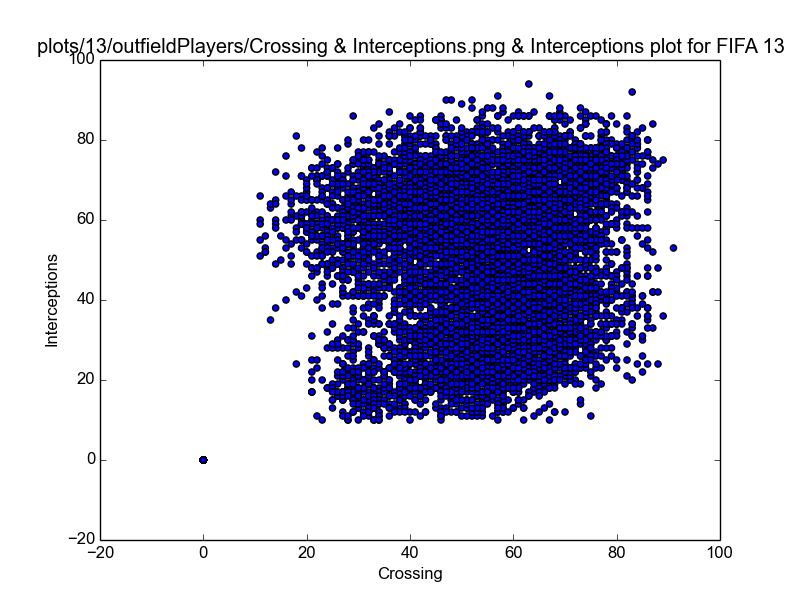 plots/13/outfieldPlayers/Crossing & Interceptions.png & Interceptions plot for FIFA 13
100
80
60
40
20
0
−20
Interceptions
−20 0 20 40 60 80 100
Crossing